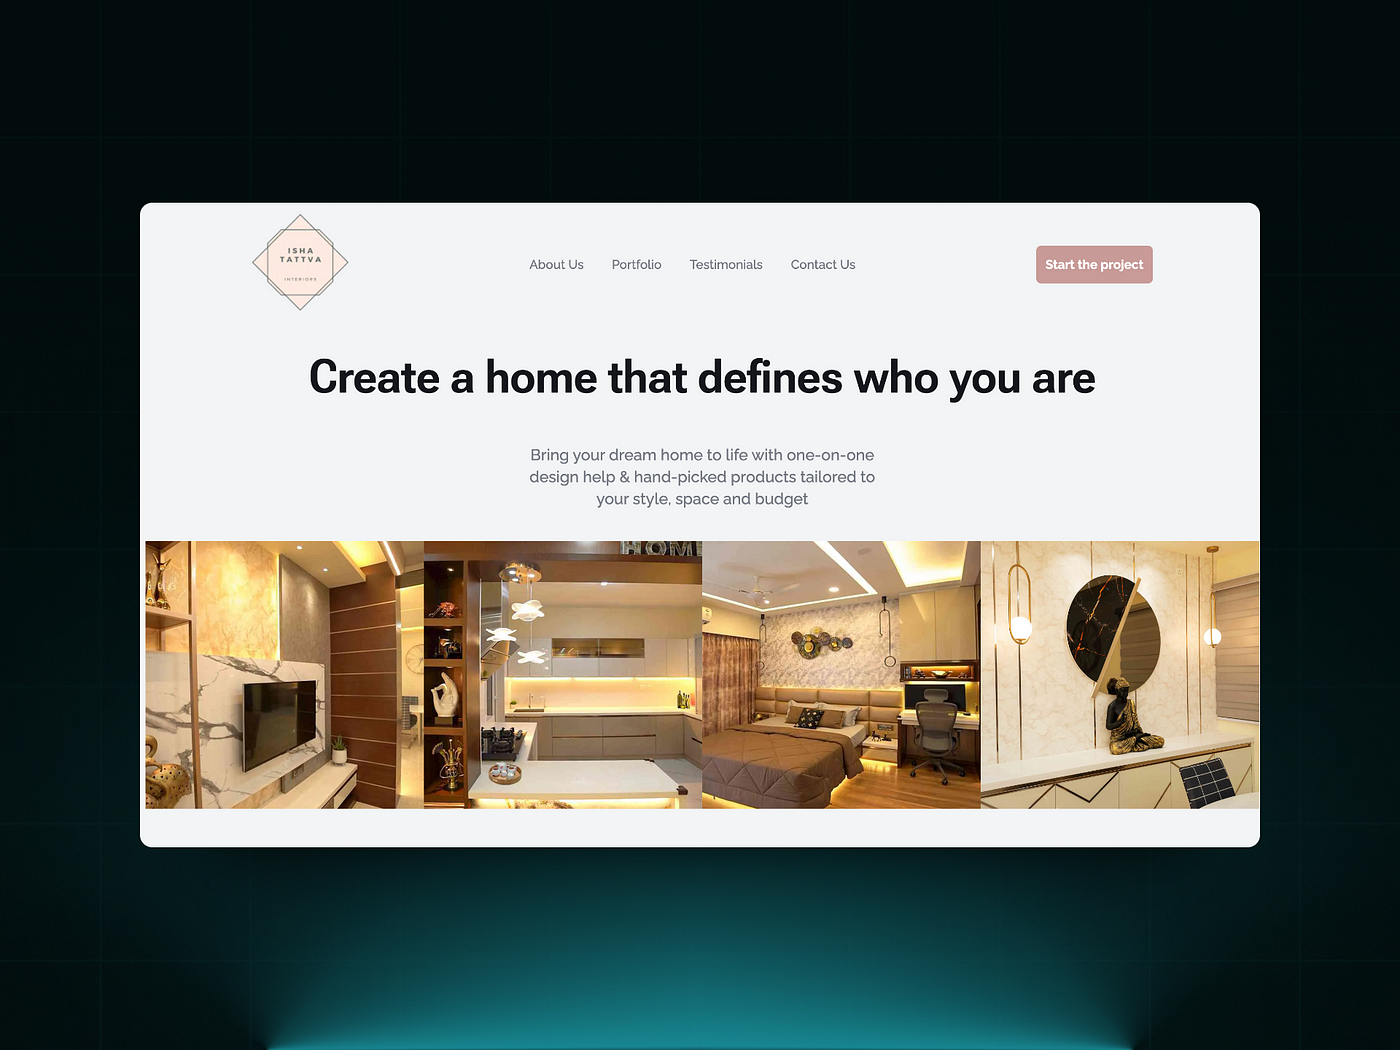 ISHA
TATTVA
INTERIORS
About Us
Portfolio
Testimonials
Contact Us
Start the project
Create a home that defines who you are
Bring your dream home to life with one-on-one
design help & hand-picked products tailored to
your style, space and budget
HOM